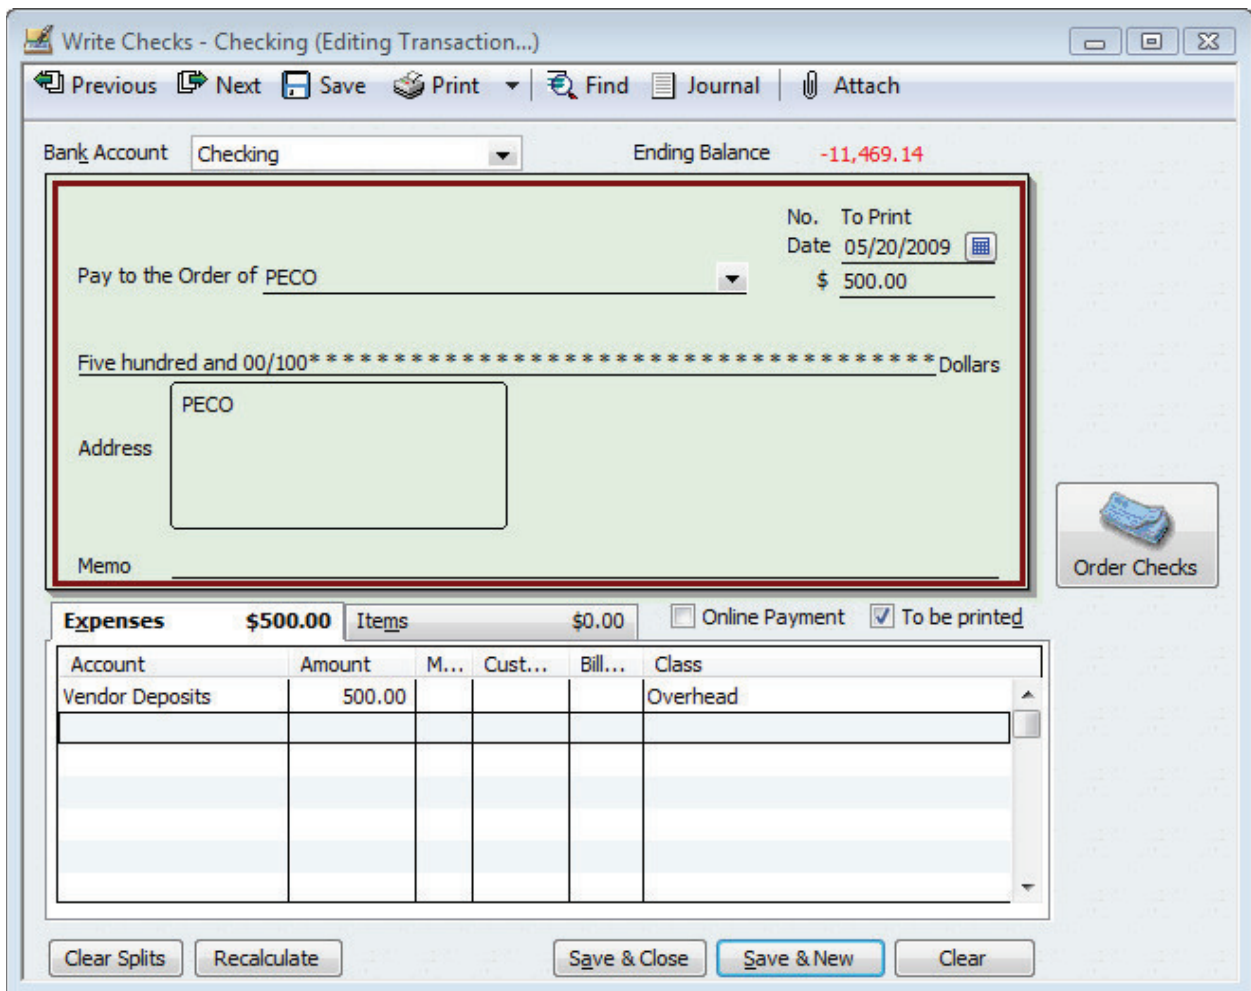 Write Checks - Checking (Editing Transaction...)
Previous Next Save Print Find Journal Attach
Bank Account Checking Ending Balance -11,469.14
No. To Print
Date 05/20/2009
Pay to the Order of PECO $ 500.00
Five hundred and 00/100* * * * * * * * * * * * * * * * * * * * * * * * * * * * * * * * * * * * * Dollars
PECO
Address
Memo
Order Checks
Expenses $500.00 Items $0.00 Online Payment To be printed
Account Amount M... Cust... Bill... Class
Vendor Deposits 500.00 Overhead
Clear Splits Recalculate Save & Close Save & New Clear